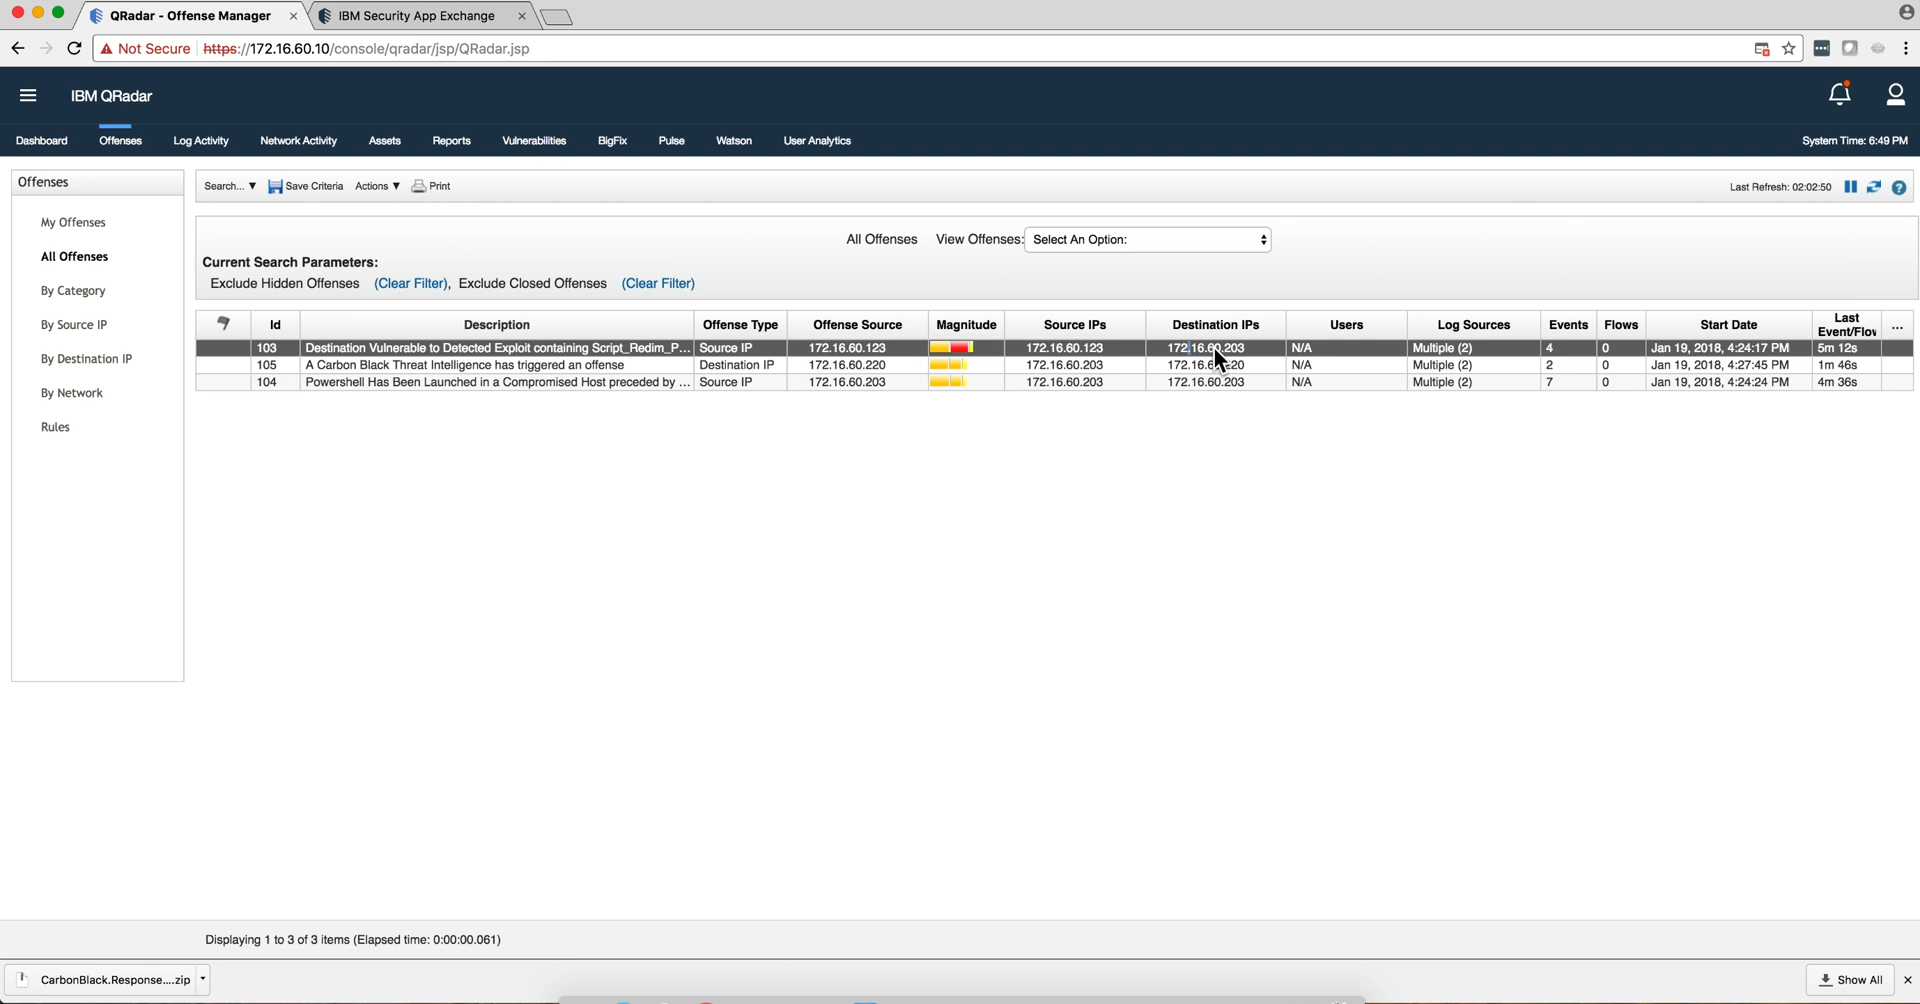 QRadar - Offense Manager × IBM Security App Exchange ×
Not Secure https://172.16.60.10/console/qradar/jsp/QRadar.jsp
IBM QRadar
Dashboard Offenses Log Activity Network Activity Assets Reports Vulnerabilities BigFix Pulse Watson User Analytics System Time: 6:49 PM
Offenses
My Offenses
All Offenses
By Category
By Source IP
By Destination IP
By Network
Rules
Search... ▼ Save Criteria Actions ▼ Print Last Refresh: 02:02:50
All Offenses View Offenses: Select An Option:
Current Search Parameters:
Exclude Hidden Offenses (Clear Filter), Exclude Closed Offenses (Clear Filter)
Id Description Offense Type Offense Source Magnitude Source IPs Destination IPs Users Log Sources Events Flows Start Date Last Event/Flow ...
103 Destination Vulnerable to Detected Exploit containing Script_Redim_P... Source IP 172.16.60.123 172.16.60.123 172.16.60.203 N/A Multiple (2) 4 0 Jan 19, 2018, 4:24:17 PM 5m 12s
105 A Carbon Black Threat Intelligence has triggered an offense Destination IP 172.16.60.220 172.16.60.203 172.16.60.220 N/A Multiple (2) 2 0 Jan 19, 2018, 4:27:45 PM 1m 46s
104 Powershell Has Been Launched in a Compromised Host preceded by ... Source IP 172.16.60.203 172.16.60.203 172.16.60.203 N/A Multiple (2) 7 0 Jan 19, 2018, 4:24:24 PM 4m 36s
Displaying 1 to 3 of 3 items (Elapsed time: 0:00:00.061)
CarbonBlack.Response....zip Show All ×